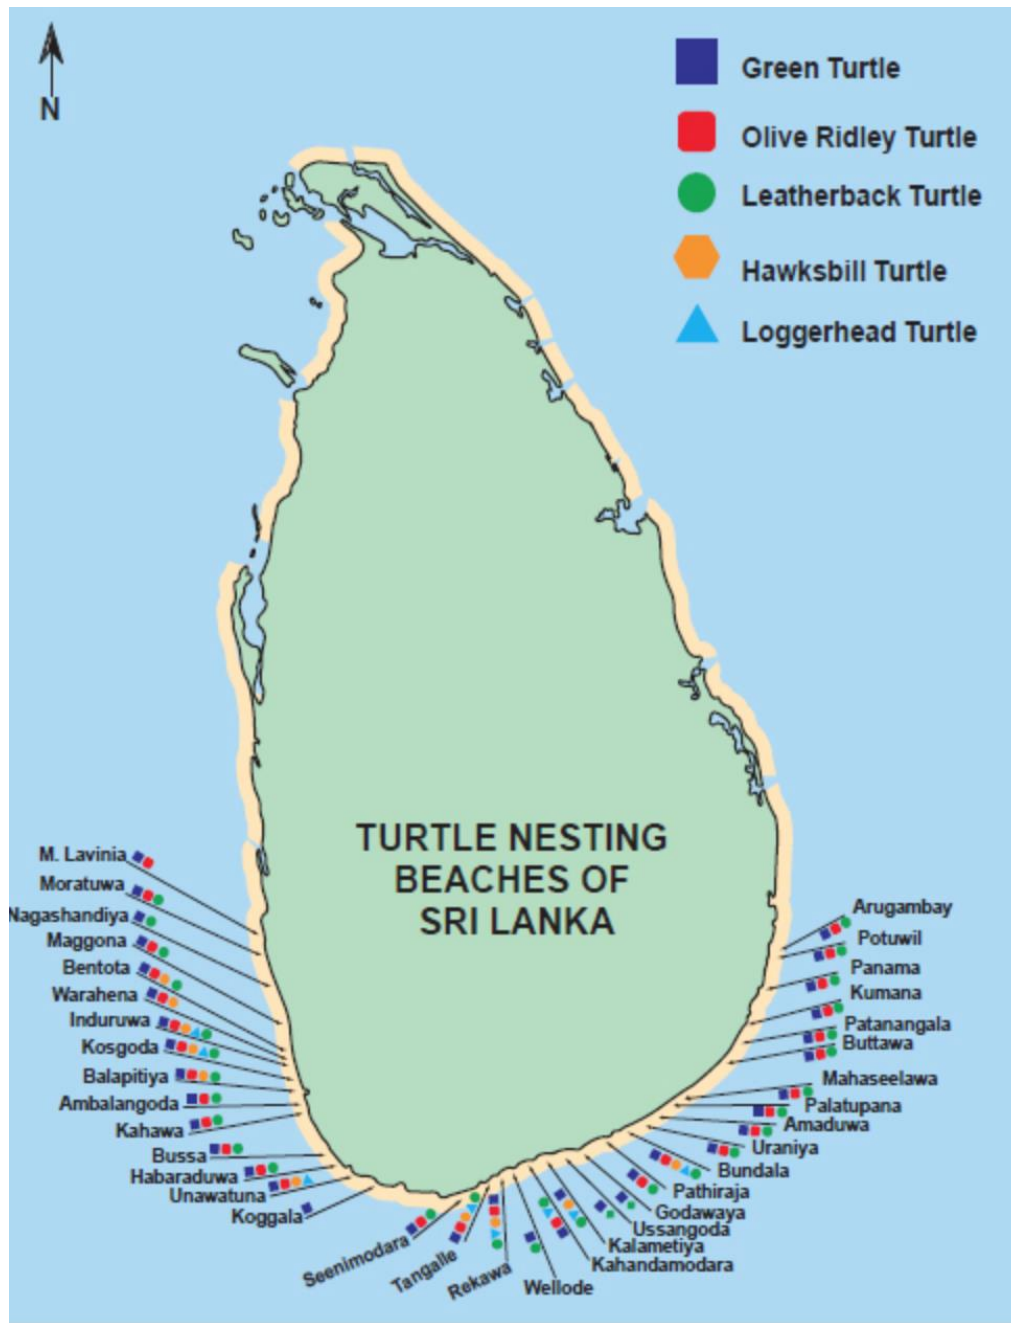 N
Green Turtle
Olive Ridley Turtle
Leatherback Turtle
Hawksbill Turtle
Loggerhead Turtle
TURTLE NESTING
BEACHES OF
SRI LANKA
M. Lavinia
Moratuwa
Nagashandiya
Maggona
Bentota
Warahena
Induruwa
Kosgoda
Balapitiya
Ambalangoda
Kahawa
Bussa
Habaraduwa
Unawatuna
Koggala
Seenimodara
Tangalle
Rekawa
Wellode
Kahandamodara
Kalametiya
Ussangoda
Godawaya
Pathiraja
Bundala
Uraniya
Amaduwa
Palatupana
Mahaseelawa
Buttawa
Patanangala
Kumana
Panama
Potuwil
Arugambay